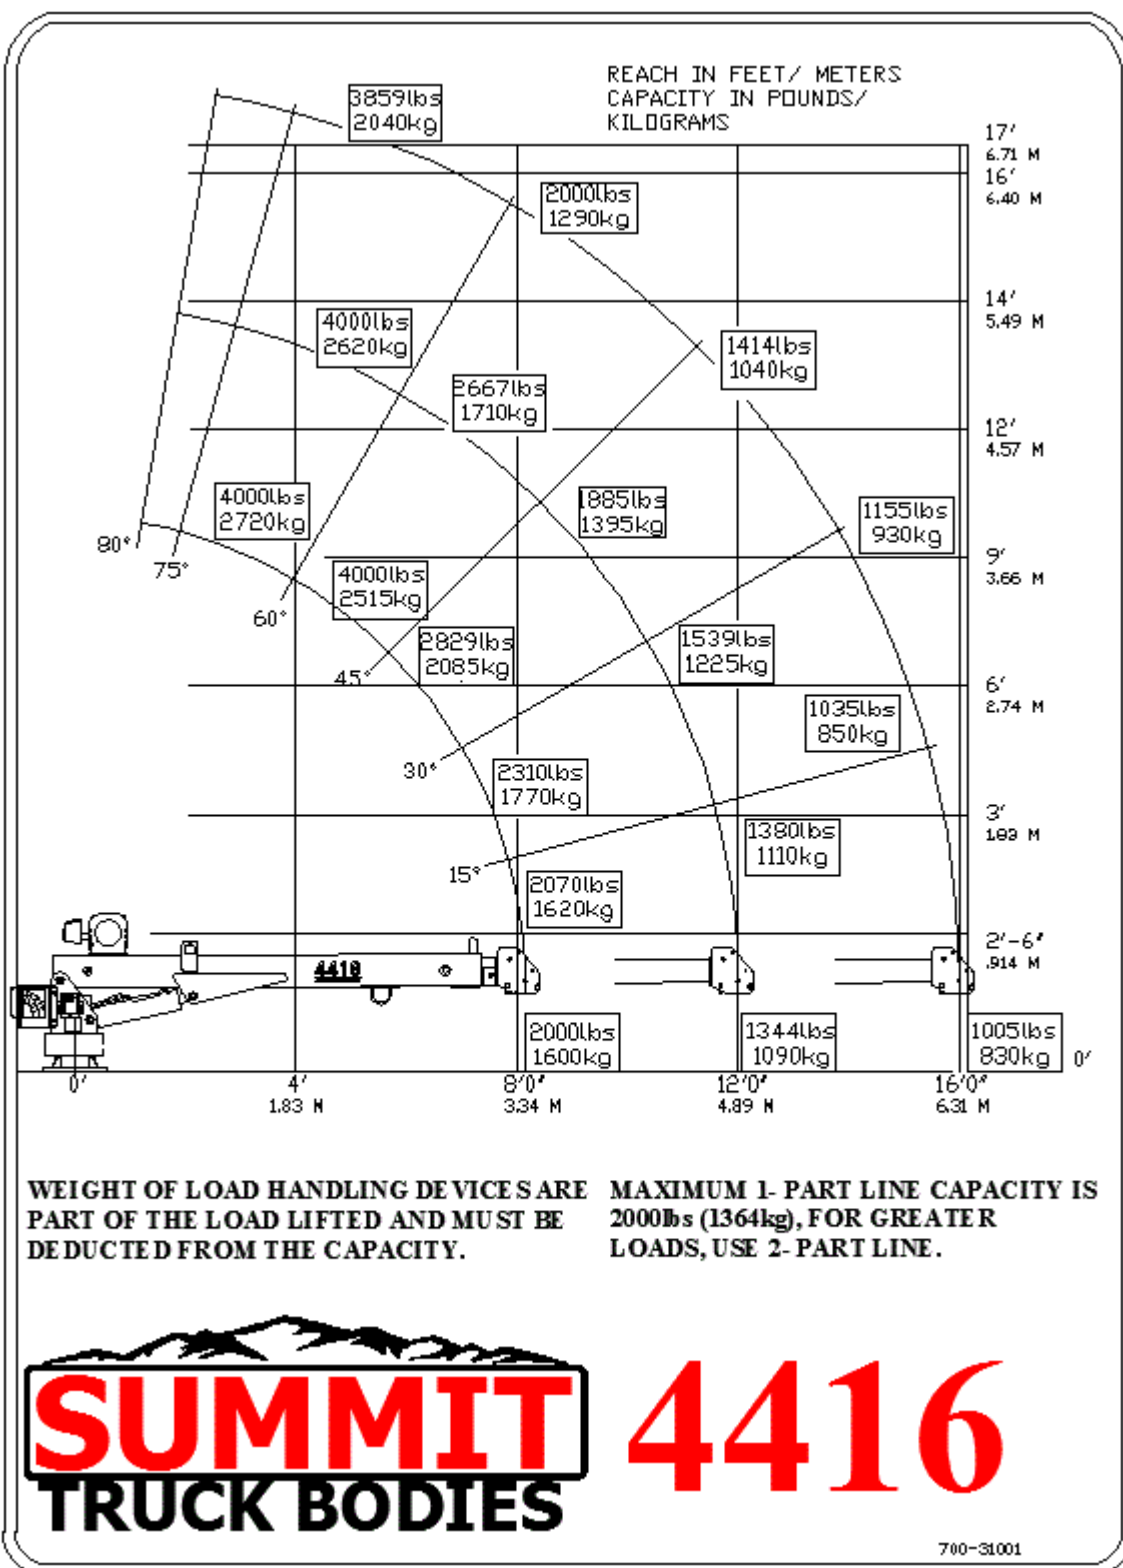 REACH IN FEET/ METERS
CAPACITY IN POUNDS/
KILOGRAMS
3859lbs
2040kg
17'
6.71 M
16'
6.40 M
2000lbs
1290kg
14'
5.49 M
4000lbs
2620kg
1414lbs
1040kg
2667lbs
1710kg
12'
4.57 M
4000lbs
2720kg
1885lbs
1395kg
1155lbs
930kg
80°
75°
9'
3.66 M
4000lbs
2515kg
60°
2829lbs
2085kg
1539lbs
1225kg
45°
6'
2.74 M
1035lbs
850kg
30°
2310lbs
1770kg
3'
1.83 M
1380lbs
1110kg
15°
2070lbs
1620kg
2'-6"
.914 M
4416
2000lbs
1600kg
1344lbs
1090kg
1005lbs
830kg
0'
0'
4'
1.83 M
8'0"
3.34 M
12'0"
4.89 M
16'0"
6.31 M
WEIGHT OF LOAD HANDLING DEVICES ARE
PART OF THE LOAD LIFTED AND MUST BE
DEDUCTED FROM THE CAPACITY.
MAXIMUM 1- PART LINE CAPACITY IS
2000lbs (1364kg), FOR GREATER
LOADS, USE 2- PART LINE.
SUMMIT
TRUCK BODIES
4416
700-31001